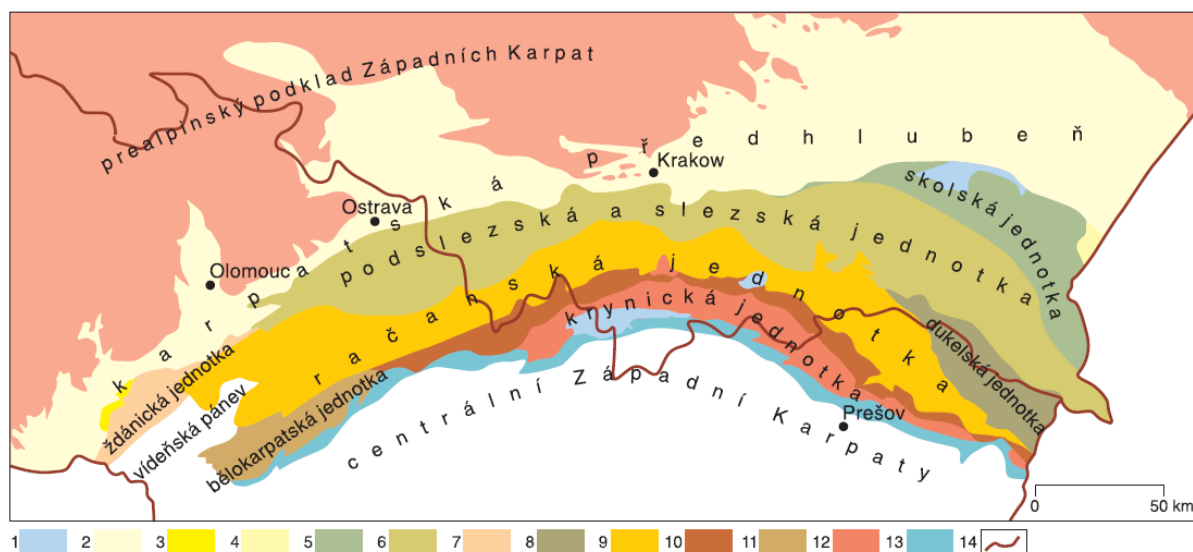 prealpinský podklad Západních Karpat
karpatská předhlubeň
Krakow
skolská jednotka
Ostrava
podslezská a slezská jednotka
Olomouc
račanská jednotka
krynická jednotka
dukelská jednotka
ždánická jednotka
vídeňská pánev
bělokarpatská jednotka
centrální Západní Karpaty
Prešov
0 50 km
1 2 3 4 5 6 7 8 9 10 11 12 13 14